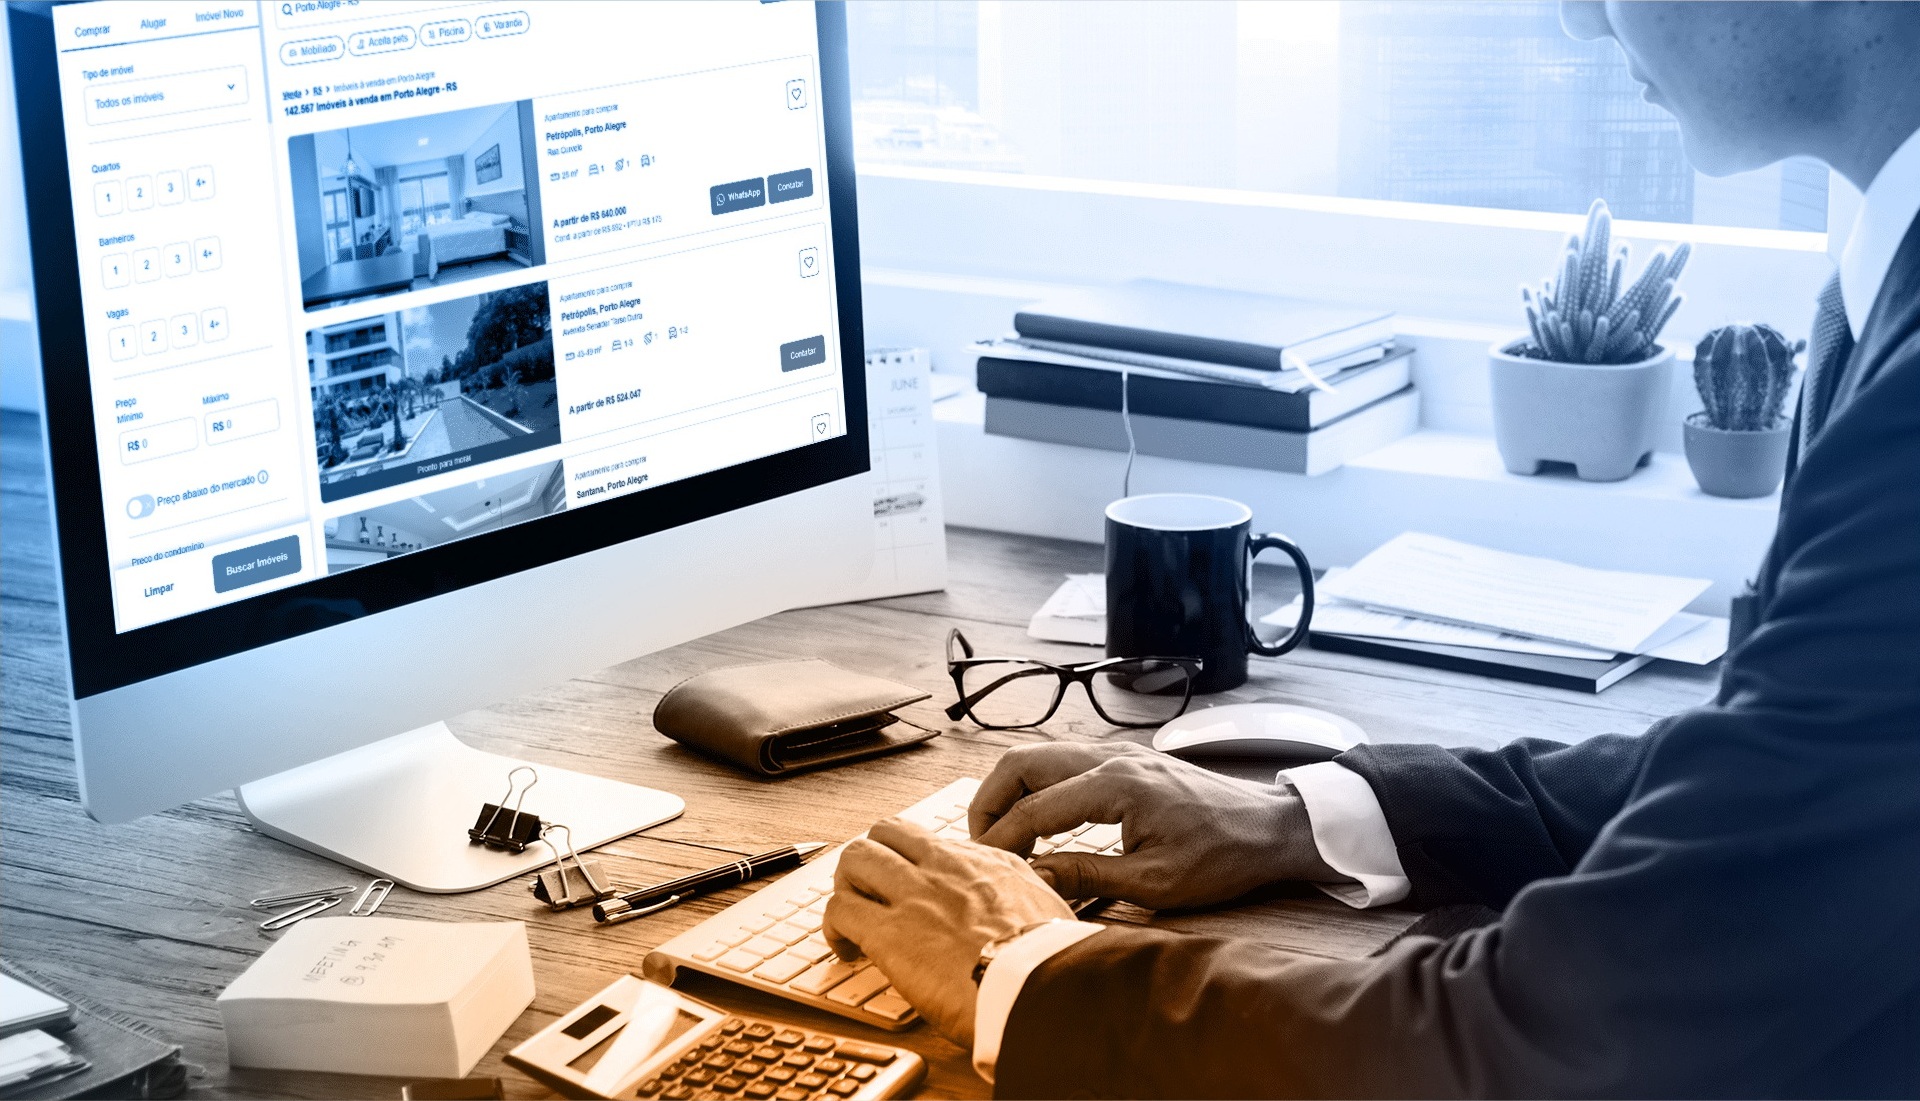 Comprar Alugar Imóvel Novo
Tipo de imóvel
Todos os imóveis
Quartos
1 2 3 4+
Banheiros
1 2 3 4+
Vagas
1 2 3 4+
Preço
Mínimo Máximo
R$ 0 R$ 0
Preço abaixo do mercado
Preço do condomínio
Limpar Buscar Imóveis
Porto Alegre - RS
Mobiliado Aceita pets Piscina Varanda
Venda > RS > Imóveis à venda em Porto Alegre
142.567 Imóveis à venda em Porto Alegre - RS
Apartamento para comprar
Petrópolis, Porto Alegre
Rua
25 m² 1 1 1
A partir de R$ 640.000
Cond. a partir de R$ 892 • IPTU R$ 175
WhatsApp Contatar
Apartamento para comprar
Petrópolis, Porto Alegre
Avenida Senador Tarso Dutra
1-3 1 1-2
A partir de R$ 524.047
Contatar
Pronto para morar
Apartamento para comprar
Santana, Porto Alegre
JUNE
SATURDAY
MEETING
@ 9.30 AM